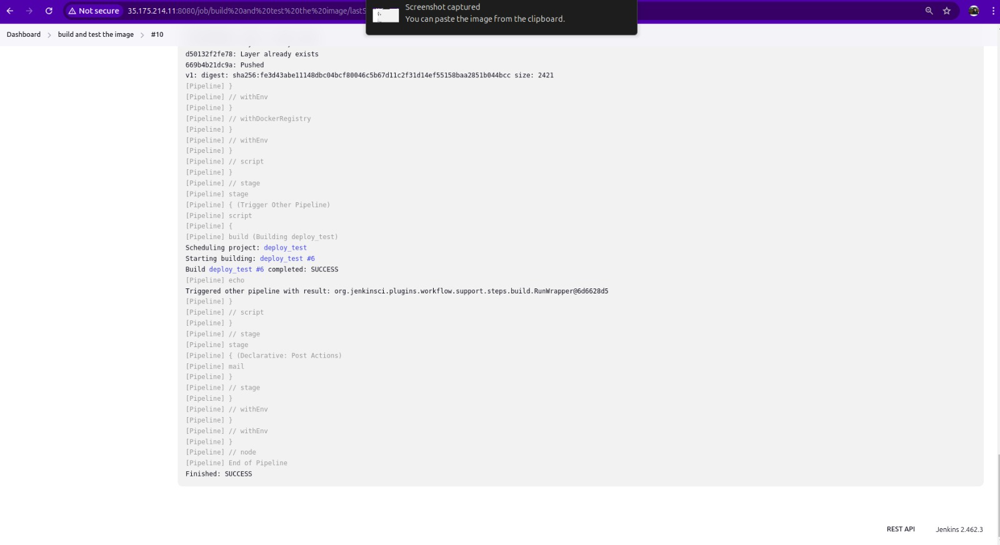 Not secure 35.175.214.11:8080/job/build%20and%20test%20the%20image/lastS
Screenshot captured
You can paste the image from the clipboard.
Dashboard > build and test the image > #10
d50132f2fe78: Layer already exists
669b4b21dc9a: Pushed
v1: digest: sha256:fe3d43abe11148dbc04bcf80046c5b67d11c2f31d14ef55158baa2851b044bcc size: 2421
[Pipeline] }
[Pipeline] // withEnv
[Pipeline] }
[Pipeline] // withDockerRegistry
[Pipeline] }
[Pipeline] // withEnv
[Pipeline] }
[Pipeline] // script
[Pipeline] }
[Pipeline] // stage
[Pipeline] stage
[Pipeline] { (Trigger Other Pipeline)
[Pipeline] script
[Pipeline] {
[Pipeline] build (Building deploy_test)
Scheduling project: deploy_test
Starting building: deploy_test #6
Build deploy_test #6 completed: SUCCESS
[Pipeline] echo
Triggered other pipeline with result: org.jenkinsci.plugins.workflow.support.steps.build.RunWrapper@6d6628d5
[Pipeline] }
[Pipeline] // script
[Pipeline] }
[Pipeline] // stage
[Pipeline] stage
[Pipeline] { (Declarative: Post Actions)
[Pipeline] mail
[Pipeline] }
[Pipeline] // stage
[Pipeline] }
[Pipeline] // withEnv
[Pipeline] }
[Pipeline] // withEnv
[Pipeline] }
[Pipeline] // node
[Pipeline] End of Pipeline
Finished: SUCCESS
REST API Jenkins 2.462.3